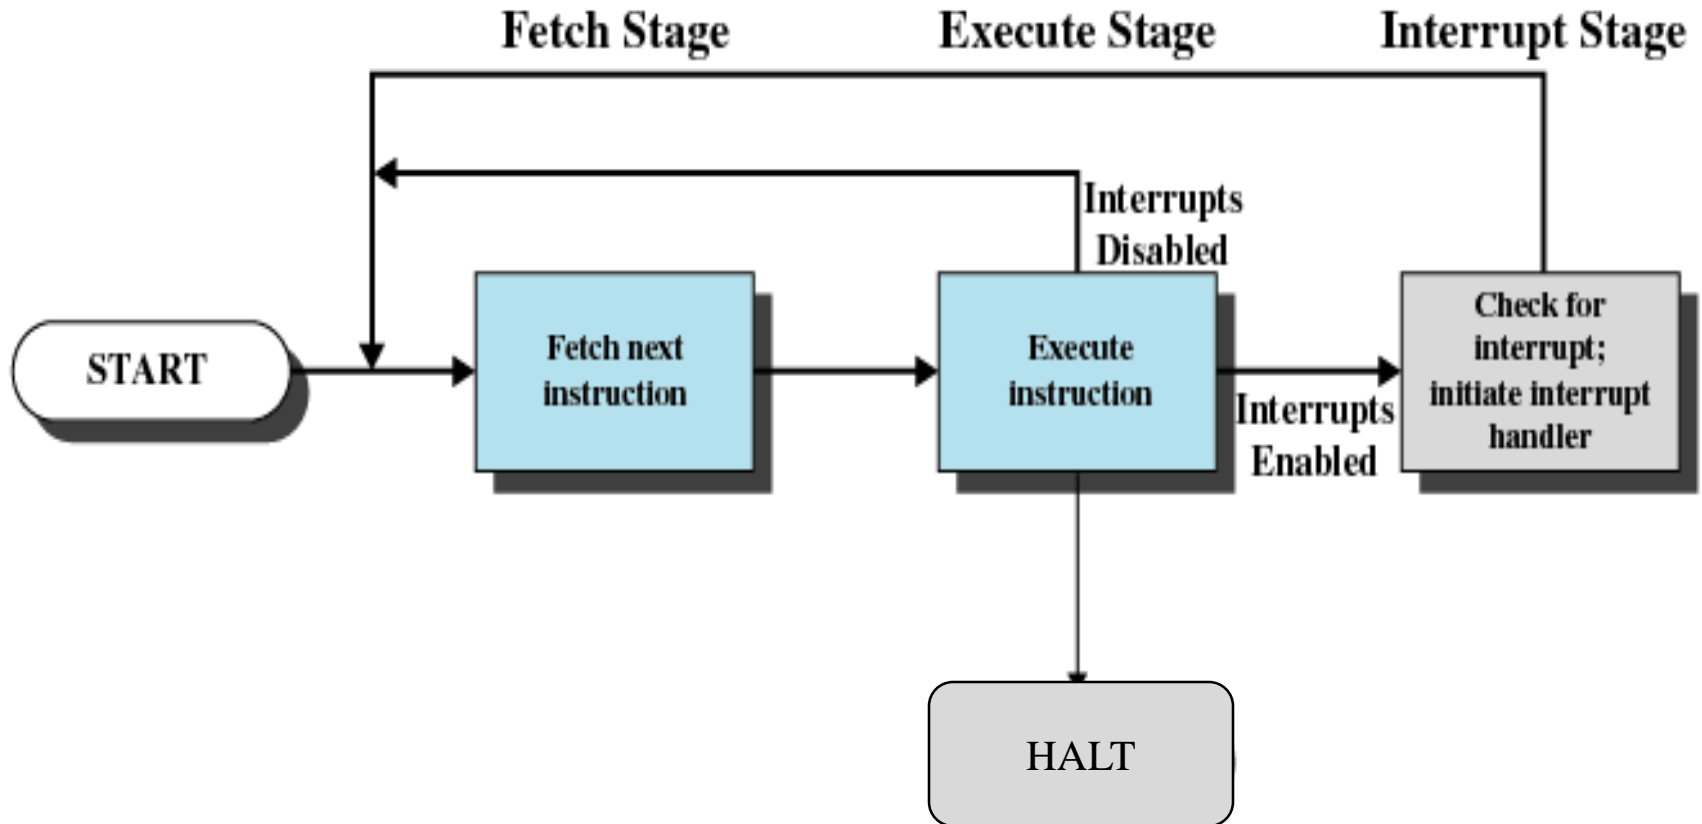 Fetch Stage
Execute Stage
Interrupt Stage
Interrupts
Disabled
START
Fetch next
instruction
Execute
instruction
Interrupts
Enabled
Check for
interrupt;
initiate interrupt
handler
HALT